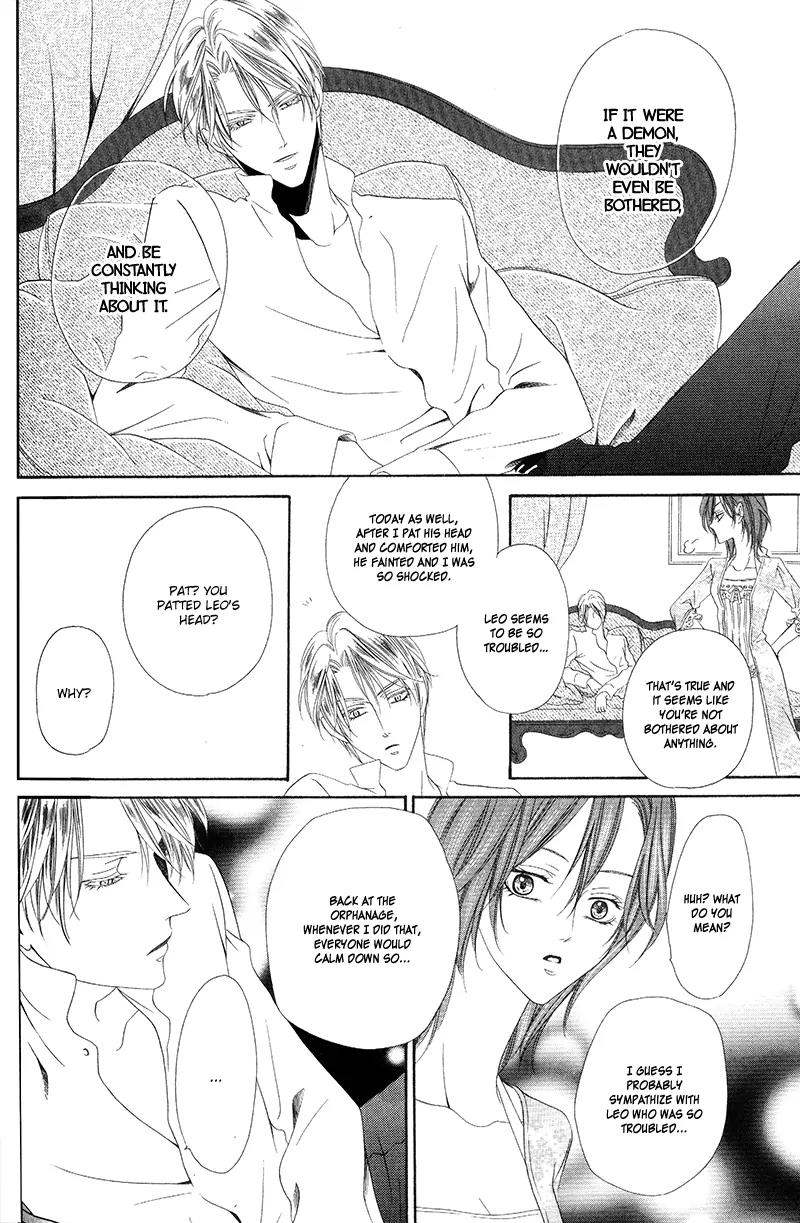 IF IT WERE
A DEMON,
THEY
WOULDN'T
EVEN BE
BOTHERED,
AND BE
CONSTANTLY
THINKING
ABOUT IT.
THAT'S TRUE AND
IT SEEMS LIKE
YOU'RE NOT
BOTHERED ABOUT
ANYTHING.
LEO SEEMS
TO BE SO
TROUBLED...
TODAY AS WELL,
AFTER I PAT HIS HEAD
AND COMFORTED HIM,
HE FAINTED AND I WAS
SO SHOCKED.
PAT? YOU
PATTED LEO'S
HEAD?
WHY?
HUH? WHAT
DO YOU
MEAN?
I GUESS I
PROBABLY
SYMPATHIZE WITH
LEO WHO WAS SO
TROUBLED...
BACK AT THE
ORPHANAGE,
WHENEVER I DID THAT,
EVERYONE WOULD
CALM DOWN SO...
...